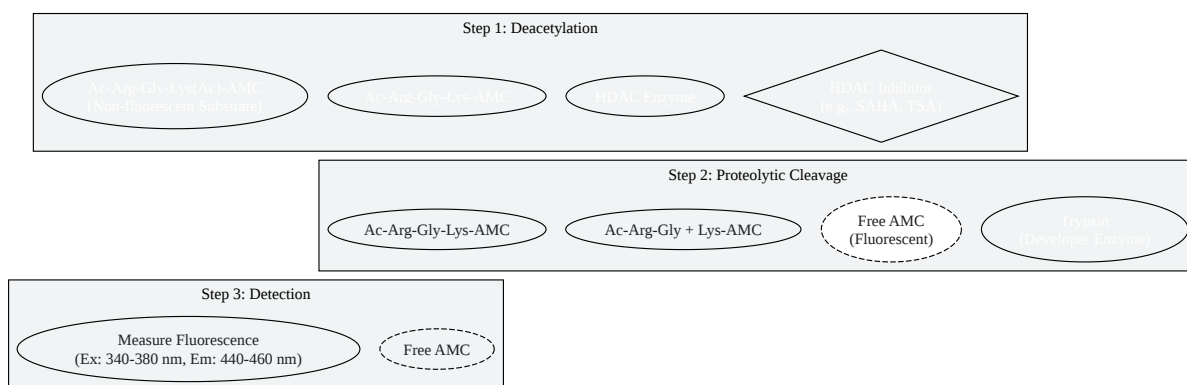 Step 1: Deacetylation
Ac-Arg-Gly-Lys(Ac)-AMC
(Non-fluorescent Substrate)
Ac-Arg-Gly-Lys-AMC
HDAC Enzyme
HDAC Inhibitor
(e.g., SAHA, TSA)
Step 2: Proteolytic Cleavage
Ac-Arg-Gly-Lys-AMC
Ac-Arg-Gly + Lys-AMC
Free AMC
(Fluorescent)
Trypsin
(Developer Enzyme)
Step 3: Detection
Measure Fluorescence
(Ex: 340-380 nm, Em: 440-460 nm)
Free AMC